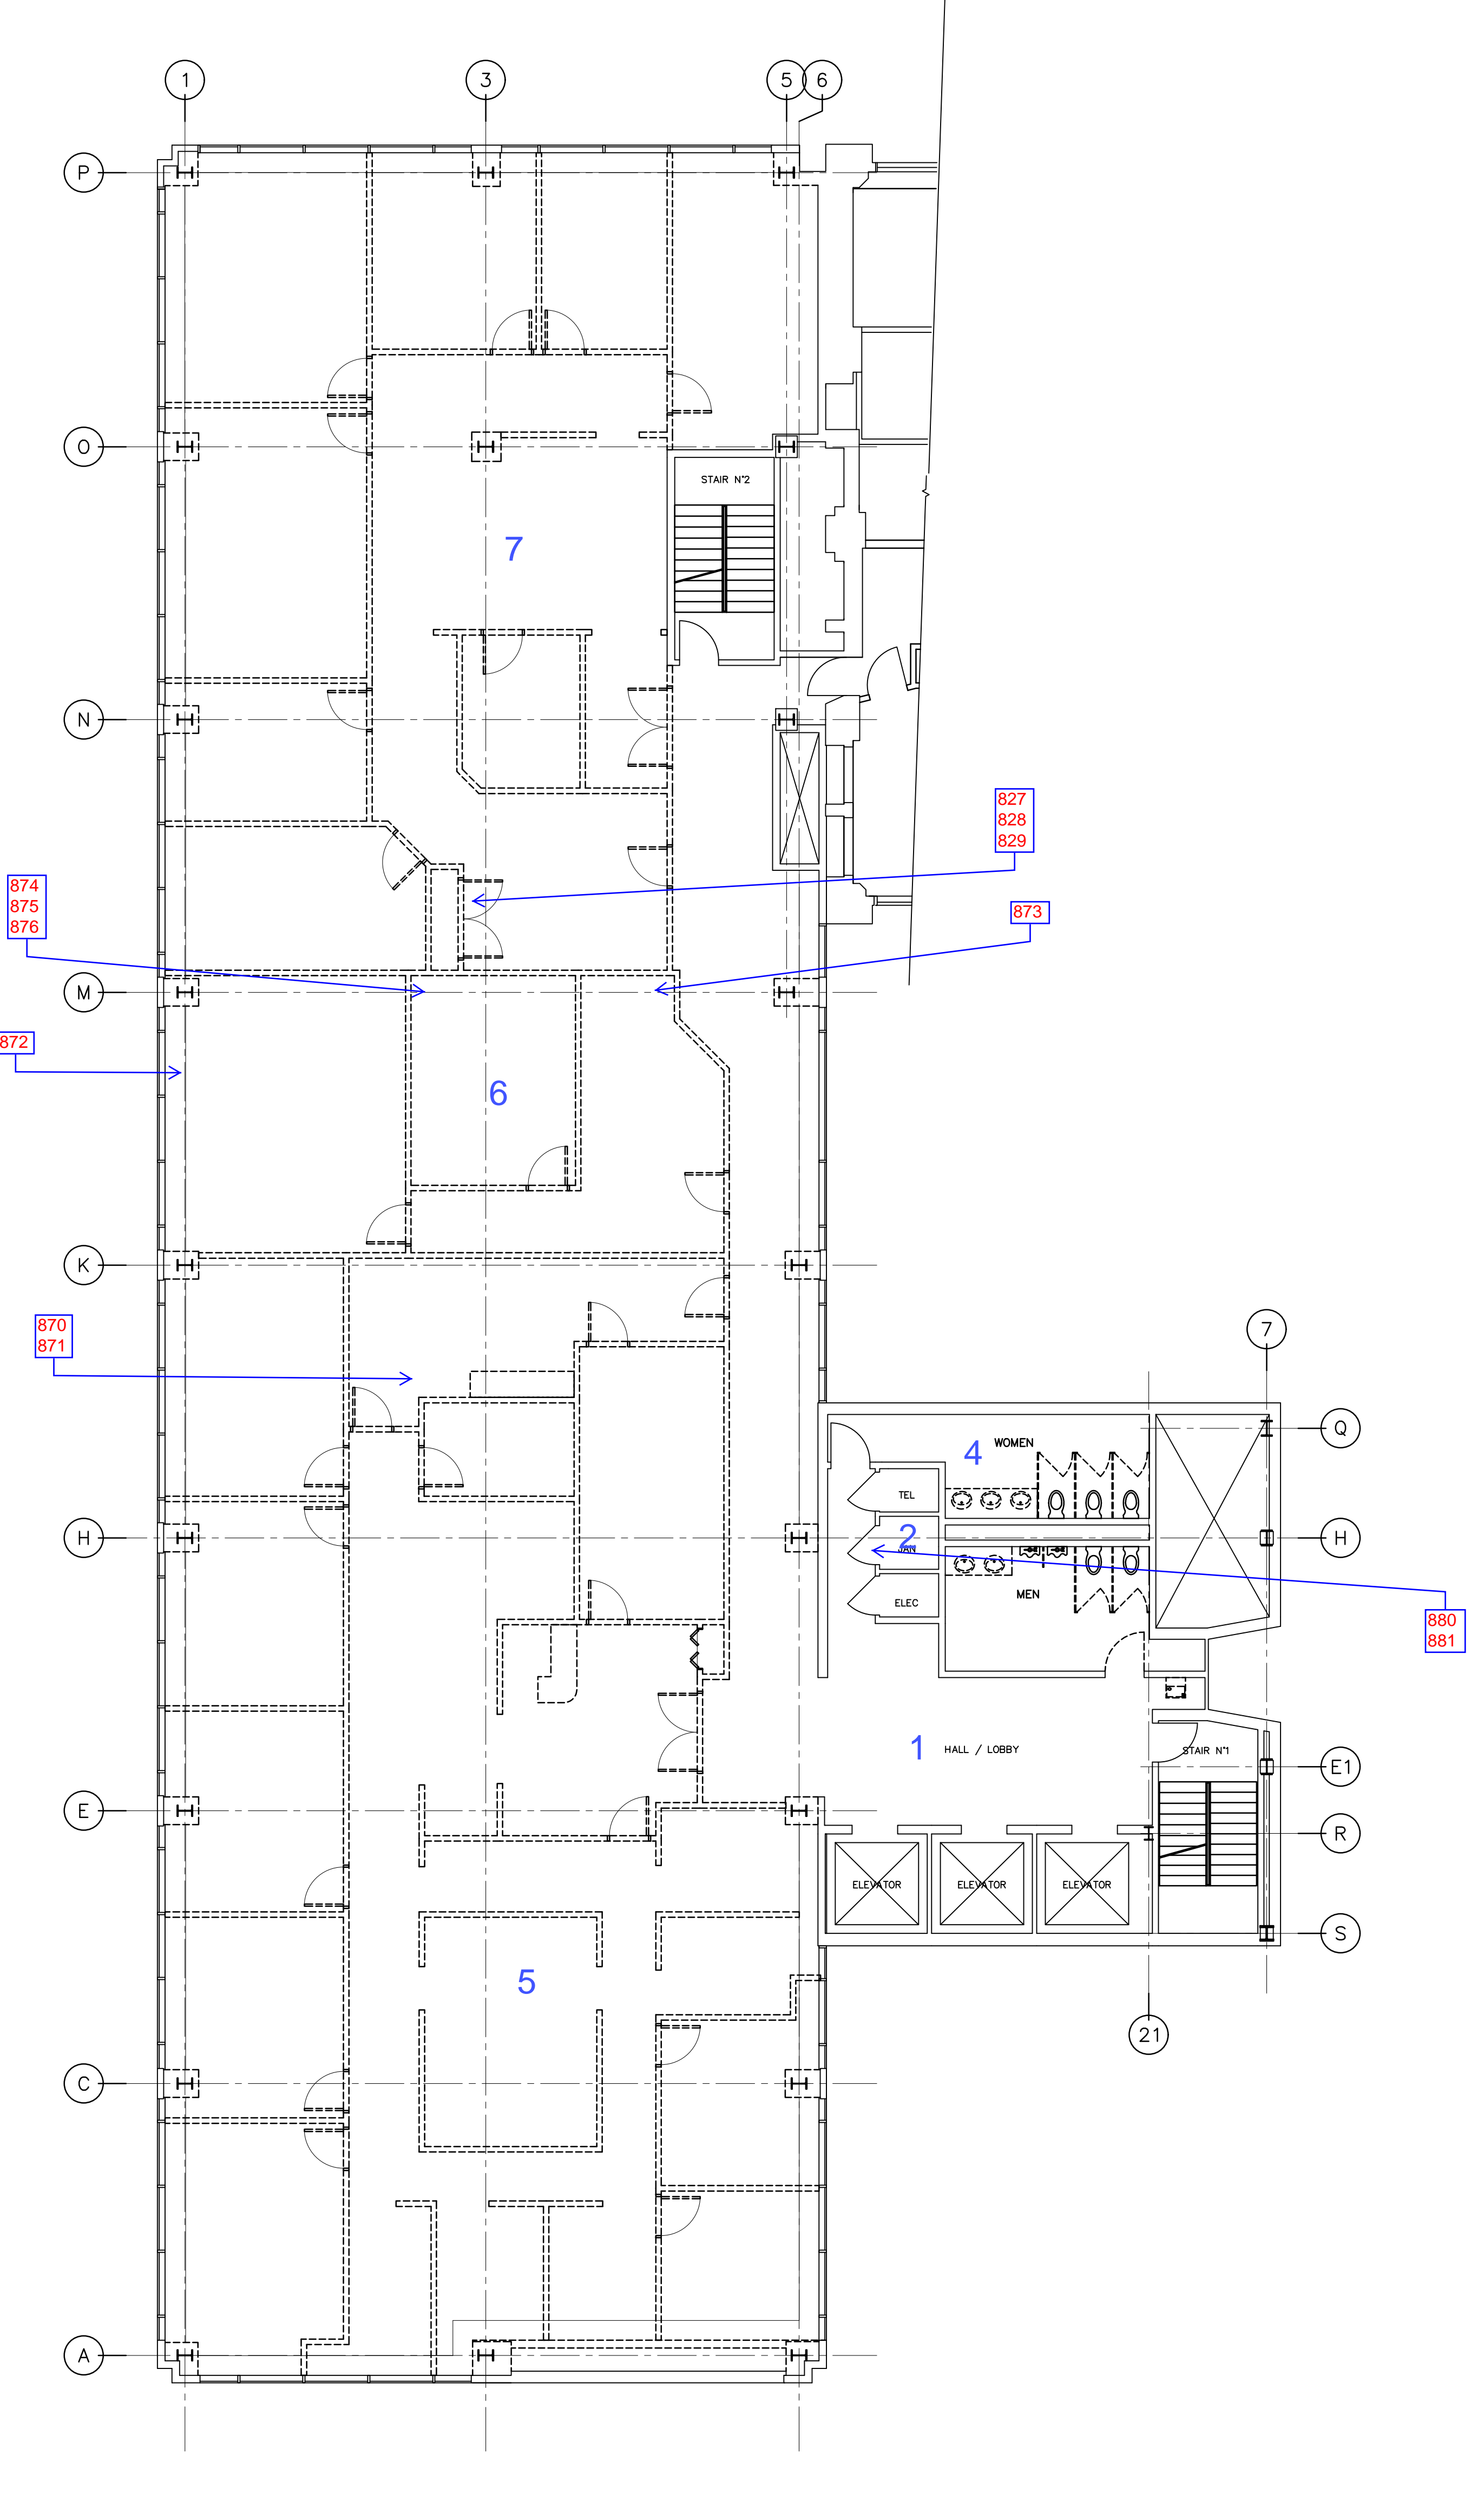 1
3
5
6
P
O
STAIR N°2
7
N
827
828
829
874
875
876
873
M
872
6
K
870
871
7
Q
WOMEN
4
TEL
H
2
JAN
H
MEN
ELEC
880
881
1
HALL / LOBBY
STAIR N°1
E1
E
R
ELEVATOR
ELEVATOR
ELEVATOR
S
5
21
C
A